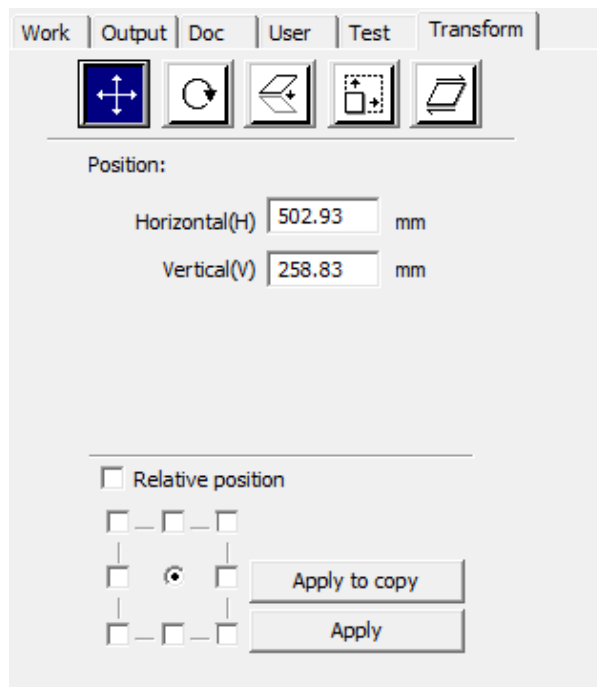 Work Output Doc User Test Transform
Position:
Horizontal(H) 502.93 mm
Vertical(V) 258.83 mm
Relative position
Apply to copy
Apply